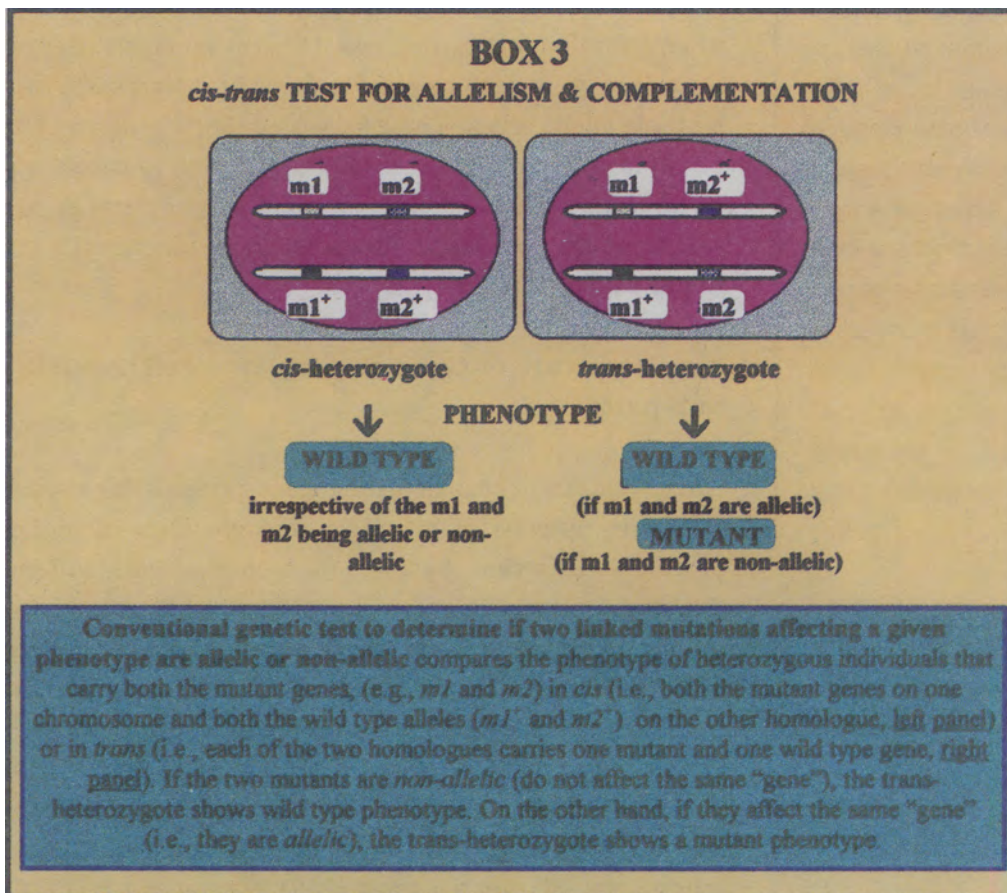 BOX 3
cis-trans TEST FOR ALLELISM & COMPLEMENTATION
m1 m2 m1 m2+
m1+ m2+ m1+ m2
cis-heterozygote trans-heterozygote
PHENOTYPE
WILD TYPE WILD TYPE
irrespective of the m1 and (if m1 and m2 are allelic)
m2 being allelic or non- MUTANT
allelic (if m1 and m2 are non-allelic)
Conventional genetic test to determine if two linked mutations affecting a given
phenotype are allelic or non-allelic compares the phenotype of heterozygous individuals that
carry both the mutant genes, (e.g., m1 and m2) in cis (i.e., both the mutant genes on one
chromosome and both the wild type alleles (m1+ and m2+) on the other homologue, left panel)
or in trans (i.e., each of the two homologues carries one mutant and one wild type gene, right
panel). If the two mutants are non-allelic (do not affect the same “gene”), the trans-
heterozygote shows wild type phenotype. On the other hand, if they affect the same “gene”
(i.e., they are allelic), the trans-heterozygote shows a mutant phenotype.